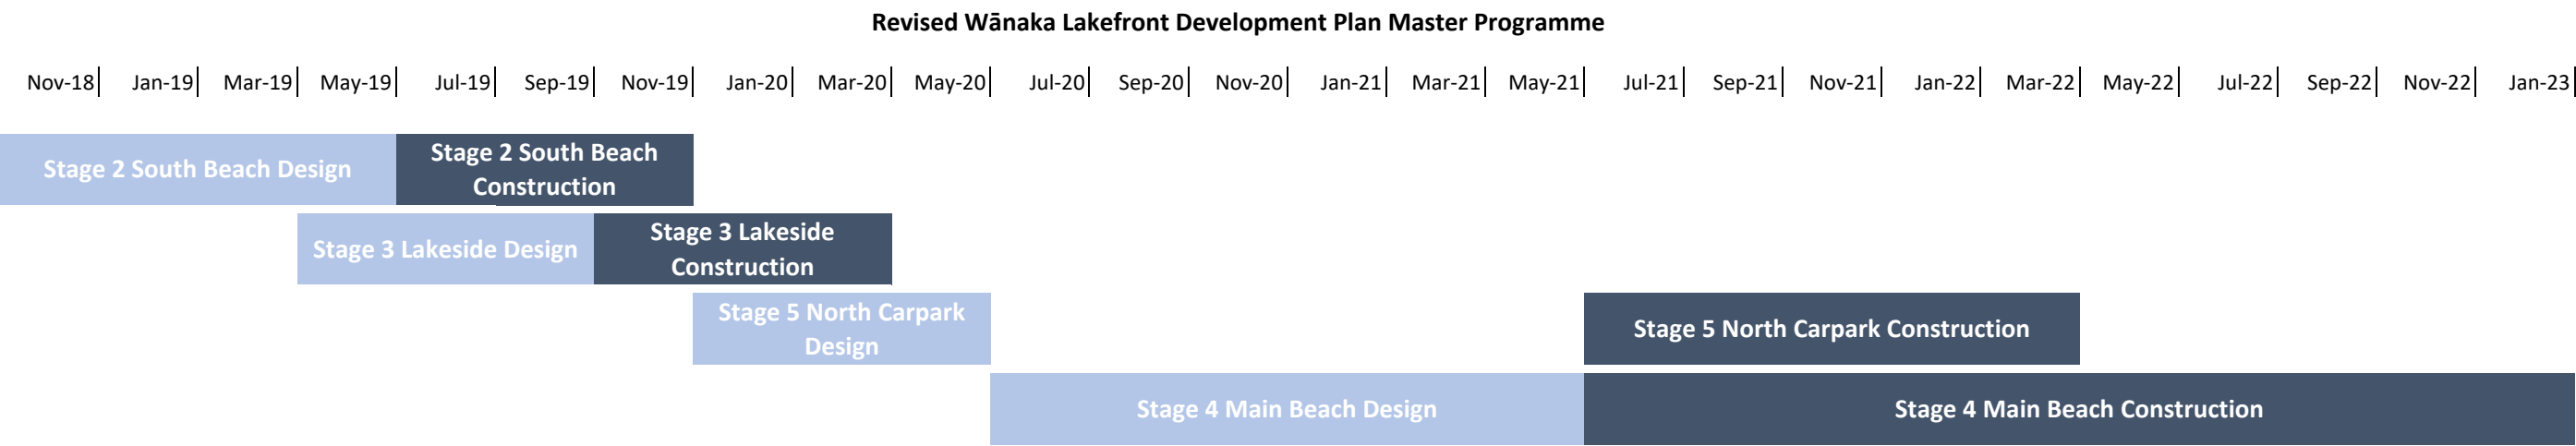 Revised Wānaka Lakefront Development Plan Master Programme
Nov-18 Jan-19 Mar-19 May-19 Jul-19 Sep-19 Nov-19 Jan-20 Mar-20 May-20 Jul-20 Sep-20 Nov-20 Jan-21 Mar-21 May-21 Jul-21 Sep-21 Nov-21 Jan-22 Mar-22 May-22 Jul-22 Sep-22 Nov-22 Jan-23
Stage 2 South Beach Design
Stage 2 South Beach
Construction
Stage 3 Lakeside Design
Stage 3 Lakeside
Construction
Stage 5 North Carpark
Design
Stage 5 North Carpark Construction
Stage 4 Main Beach Design
Stage 4 Main Beach Construction